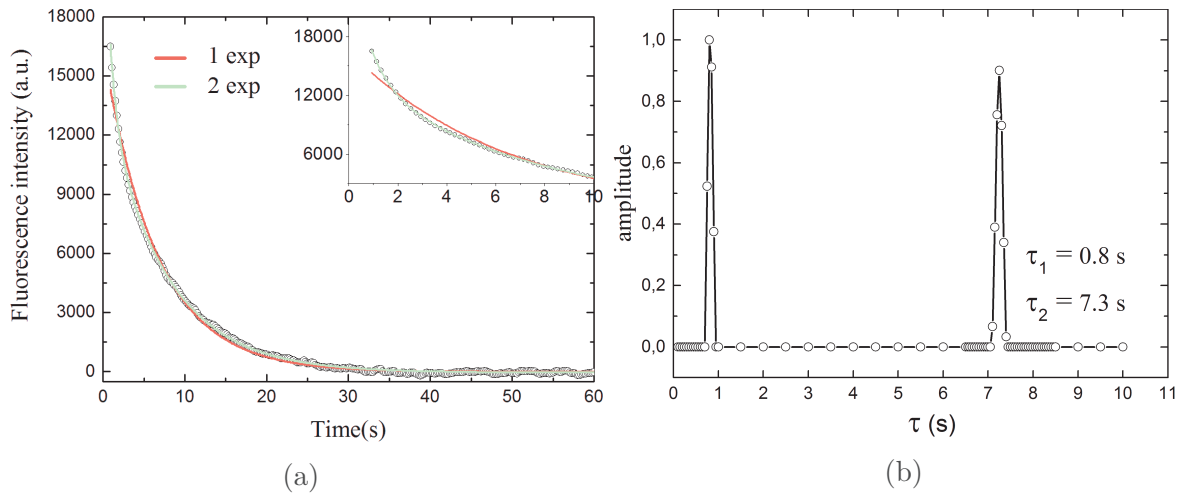 18000
15000
12000
9000
6000
3000
0
Fluorescence intensity (a.u.)
1 exp
2 exp
18000
12000
6000
0 2 4 6 8 10
0 10 20 30 40 50 60
Time(s)
(a)
1,0
0,8
0,6
0,4
0,2
0,0
amplitude
τ₁ = 0.8 s
τ₂ = 7.3 s
0 1 2 3 4 5 6 7 8 9 10 11
τ (s)
(b)